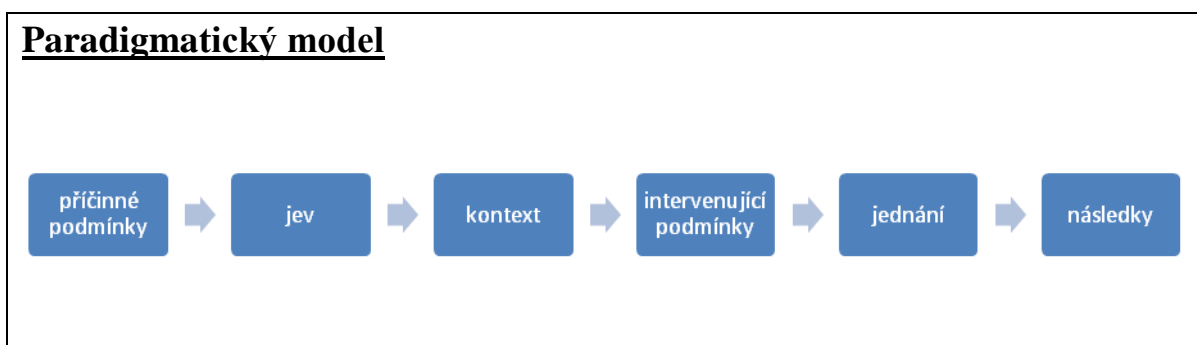 Paradigmatický model
příčinné
podmínky
jev
kontext
intervenující
podmínky
jednání
následky